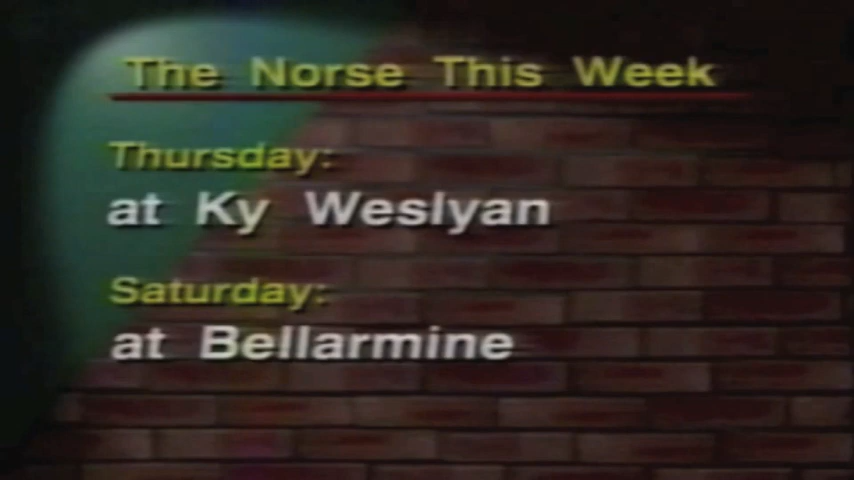 The Norse This Week
Thursday:
at Ky Weslyan
Saturday:
at Bellarmine